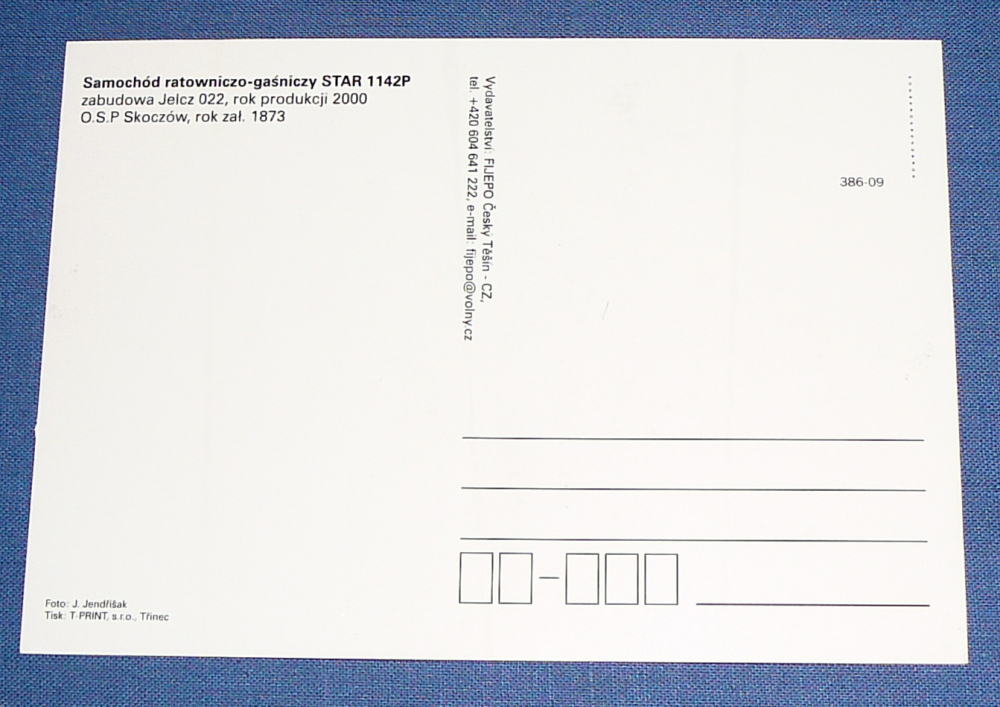 Samochód ratowniczo-gaśniczy STAR 1142P
zabudowa Jelcz 022, rok produkcji 2000
O.S.P Skoczów, rok zał. 1873
Vydavatelství: FIJEPO Český Těšín - CZ,
tel. +420 604 641 222, e-mail: fijepo@volny.cz
386-09
Foto: J. Jendřišak
Tisk: T-PRINT, s.r.o., Třinec